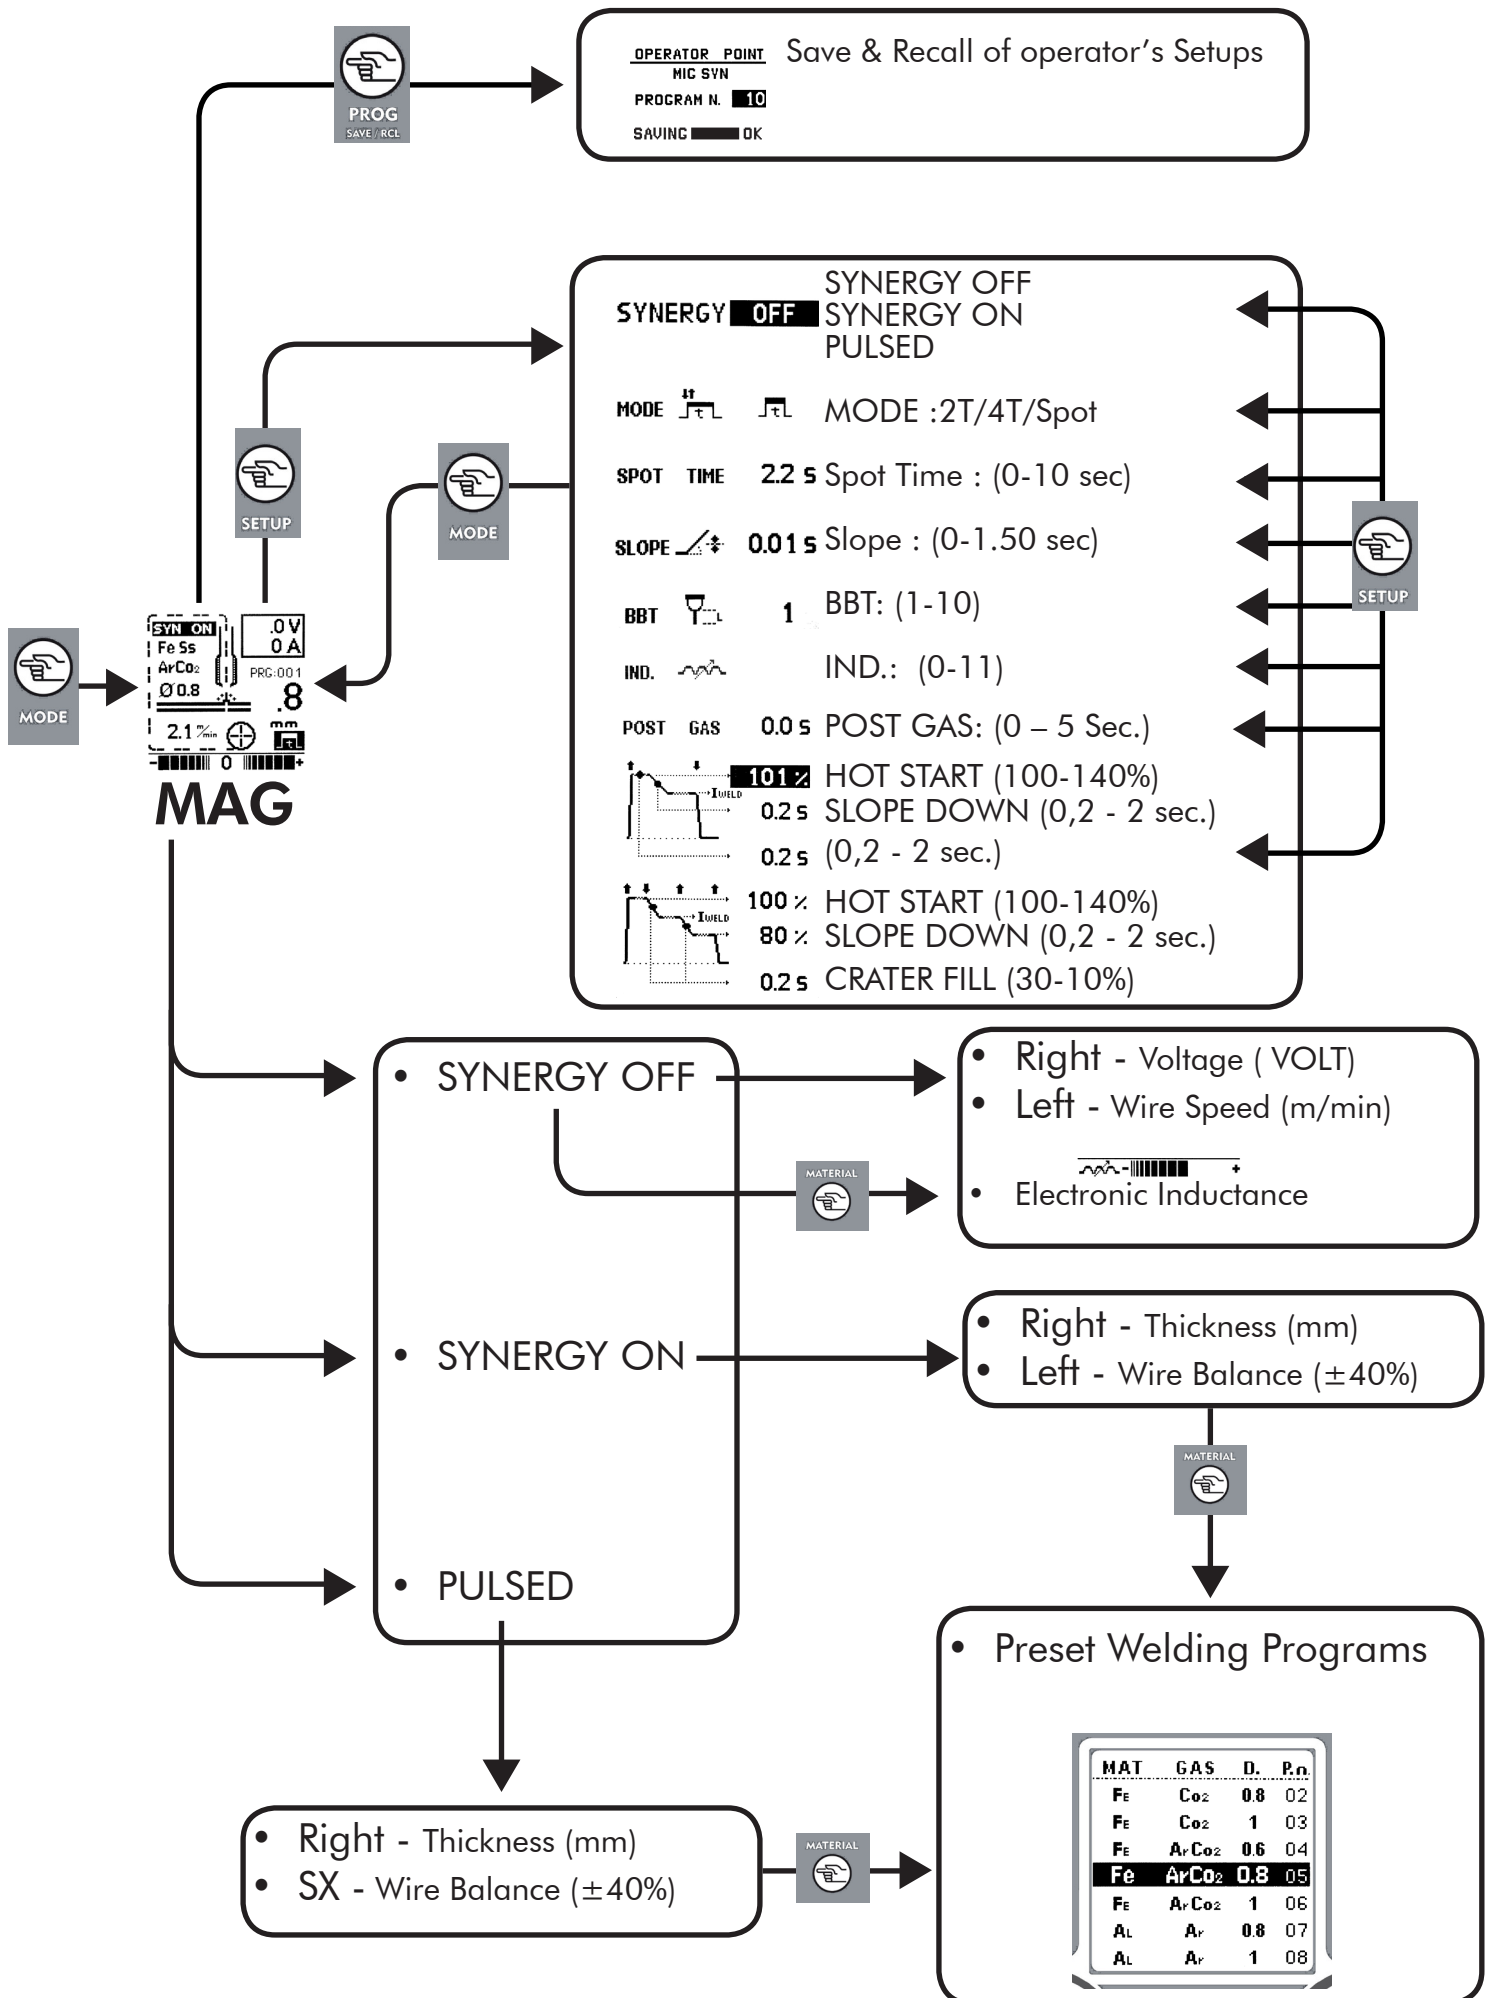 OPERATOR POINT
MIG SYN
PROGRAM N. 10
SAVING OK
Save & Recall of operator's Setups
PROG
SAVE / RCL
SYNERGY OFF
SYNERGY OFF
SYNERGY ON
PULSED
MODE t t MODE :2T/4T/Spot
SPOT TIME 2.2 s Spot Time : (0-10 sec)
SLOPE 0.01 s Slope : (0-1.50 sec)
BBT L 1 BBT: (1-10)
IND. IND.: (0-11)
POST GAS 0.0 s POST GAS: (0 – 5 Sec.)
101 % HOT START (100-140%)
IWELD
0.2 s SLOPE DOWN (0,2 - 2 sec.)
0.2 s (0,2 - 2 sec.)
100 % HOT START (100-140%)
IWELD
80 % SLOPE DOWN (0,2 - 2 sec.)
0.2 s CRATER FILL (30-10%)
SETUP
MODE
SETUP
MODE
SYN ON .0 V
Fe Ss 0 A
ArCo2 PRG:001
Ø 0.8 .8
2.1 m/min mm
t
- 0 +
MAG
• SYNERGY OFF
• Right - Voltage ( VOLT)
• Left - Wire Speed (m/min)
MATERIAL
- +
• Electronic Inductance
• SYNERGY ON
• Right - Thickness (mm)
• Left - Wire Balance (±40%)
MATERIAL
• PULSED
• Right - Thickness (mm)
• SX - Wire Balance (±40%)
MATERIAL
• Preset Welding Programs
MAT GAS D. P.n.
FE Co2 0.8 02
FE Co2 1 03
FE ArCo2 0.6 04
Fe ArCo2 0.8 05
FE ArCo2 1 06
AL Ar 0.8 07
AL Ar 1 08